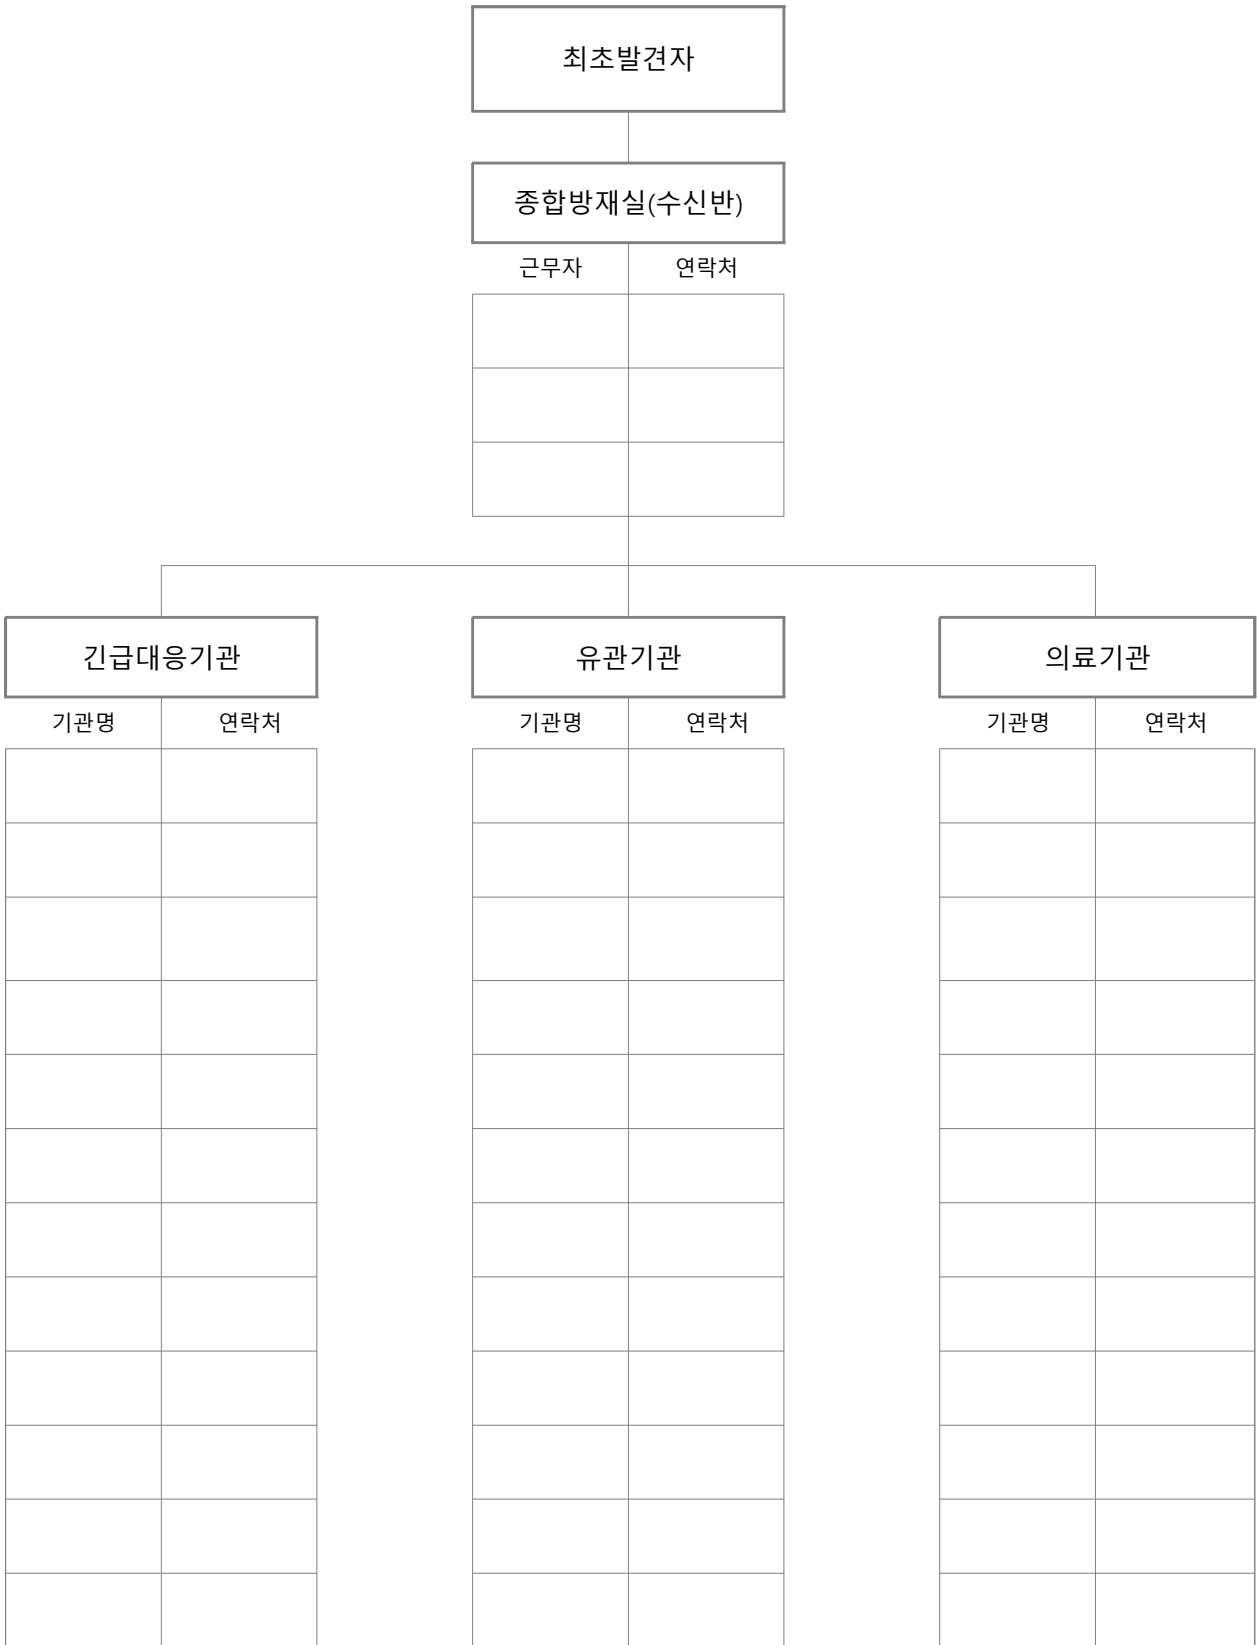 최초발견자
종합방재실(수신반)
근무자 연락처
긴급대응기관 유관기관 의료기관
기관명 연락처 기관명 연락처 기관명 연락처